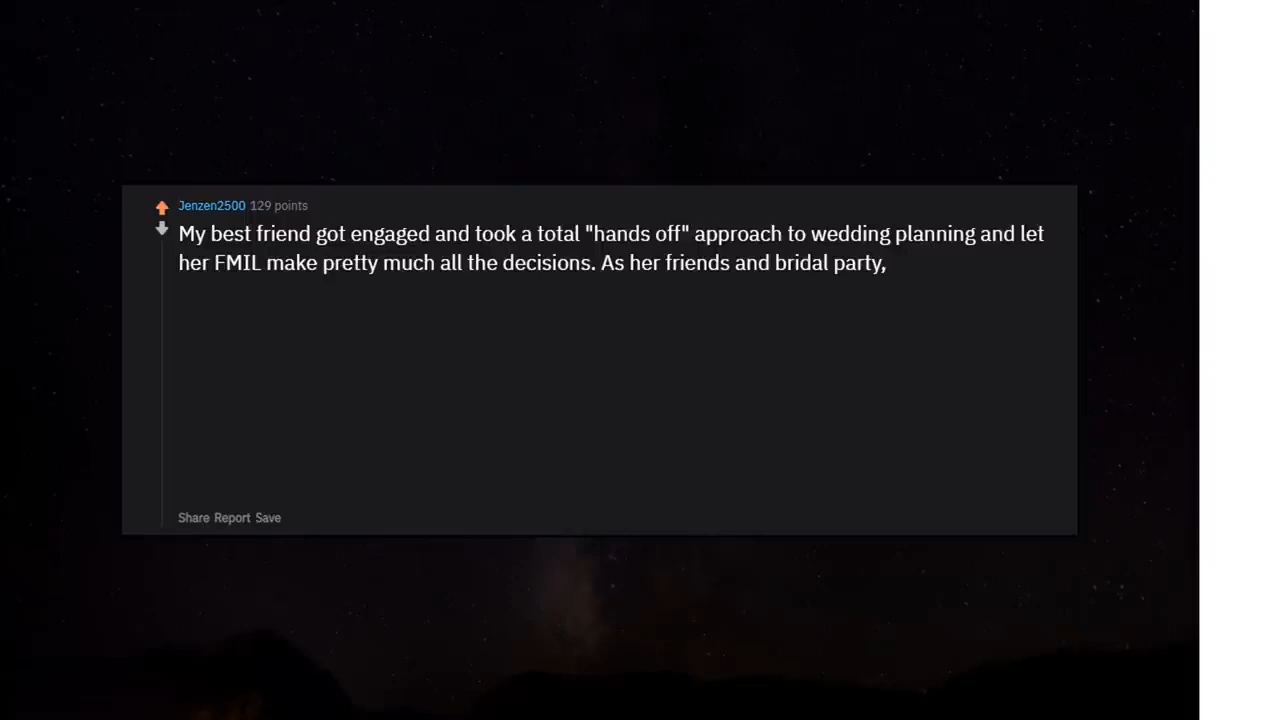 Jenzen2500 129 points
My best friend got engaged and took a total "hands off" approach to wedding planning and let
her FMIL make pretty much all the decisions. As her friends and bridal party,
Share Report Save